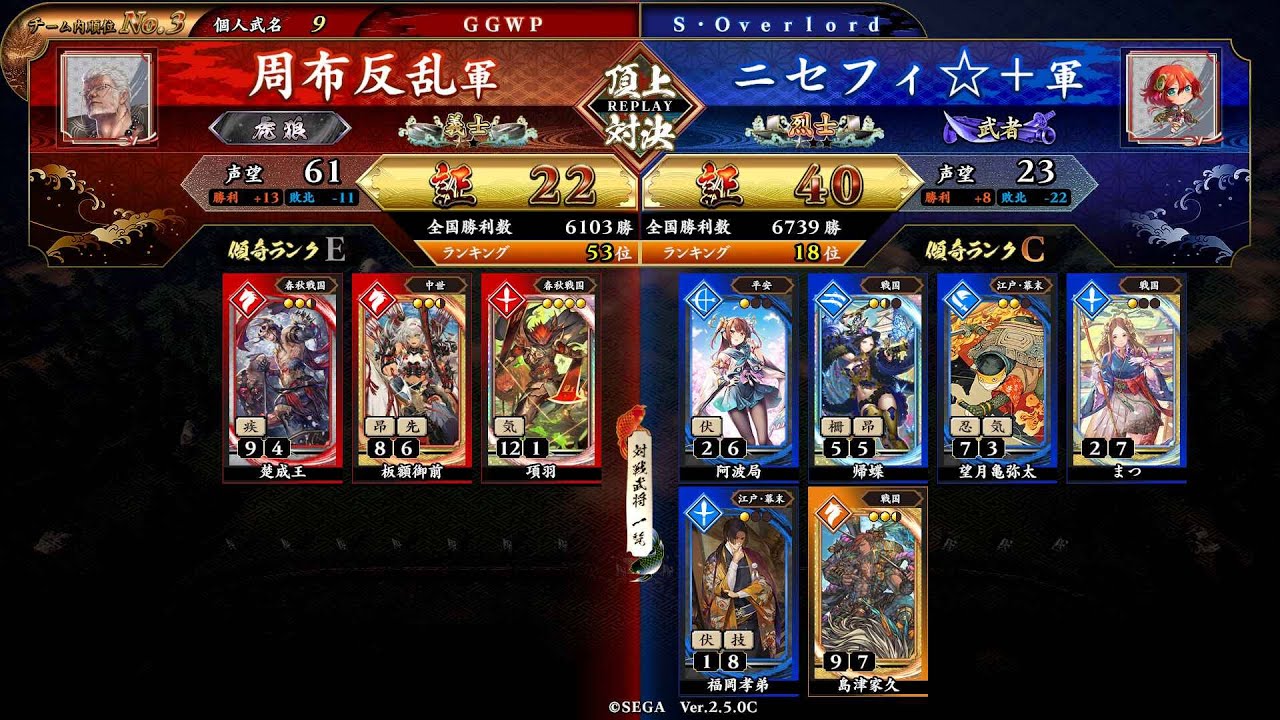 チーム内順位 No.3 個人武名 9 GGWP S・Overlord
周布反乱軍 頂上 ニセフィ☆＋軍
REPLAY
対決
義士 烈士 武者
声望 61 証 22 証 40 声望 23
勝利 +13 敗北 -11 勝利 +8 敗北 -22
全国勝利数 6103勝 全国勝利数 6739勝
傾奇ランクE ランキング 53位 ランキング 18位 傾奇ランクC
春秋戦国 中世 春秋戦国 平安 戦国 江戸・幕末 戦国
疾 昂 先 気 伏 柵 昂 忍 気
9 4 8 6 12 1 2 6 5 5 7 3 2 7
楚成王 板額御前 項羽 阿波局 帰蝶 望月亀弥太 まつ
対戦武将一覧
江戸・幕末 戦国
伏 技
1 8 9 7
福岡孝弟 島津家久
©SEGA Ver.2.5.0C